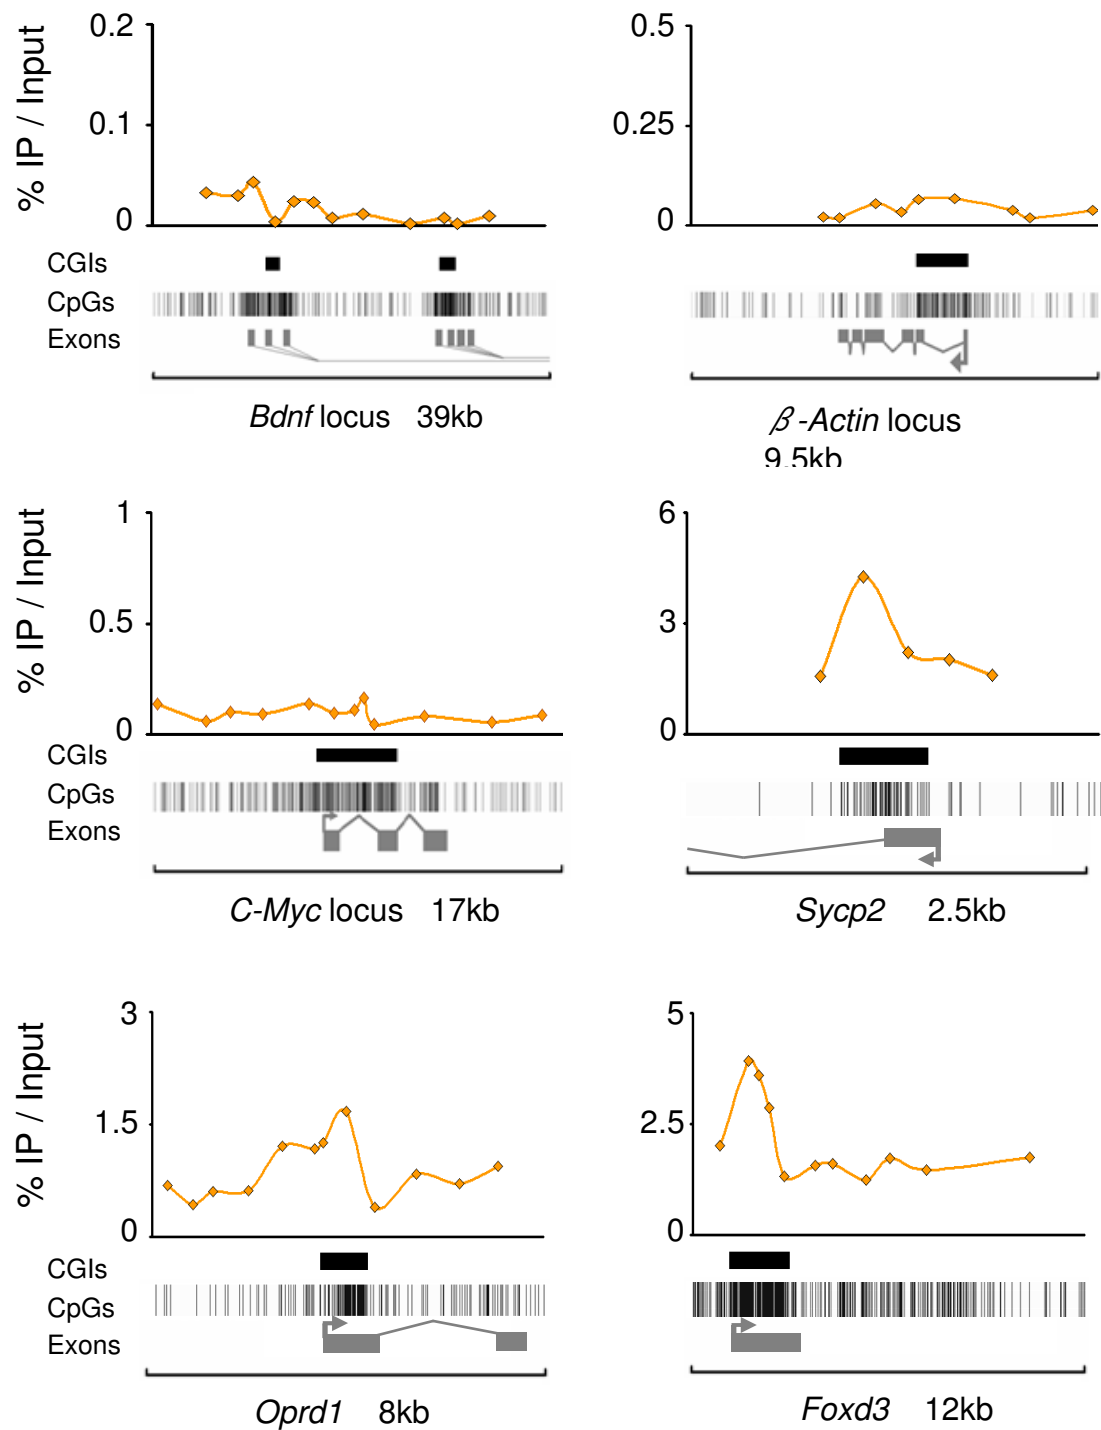 % IP / Input
0.2
0.1
0
0.5
0.25
0
CGIs
CpGs
Exons
Bdnf locus 39kb
β-Actin locus
9.5kb
% IP / Input
1
0.5
0
6
3
0
CGIs
CpGs
Exons
C-Myc locus 17kb
Sycp2 2.5kb
% IP / Input
3
1.5
0
5
2.5
0
CGIs
CpGs
Exons
Oprd1 8kb
Foxd3 12kb